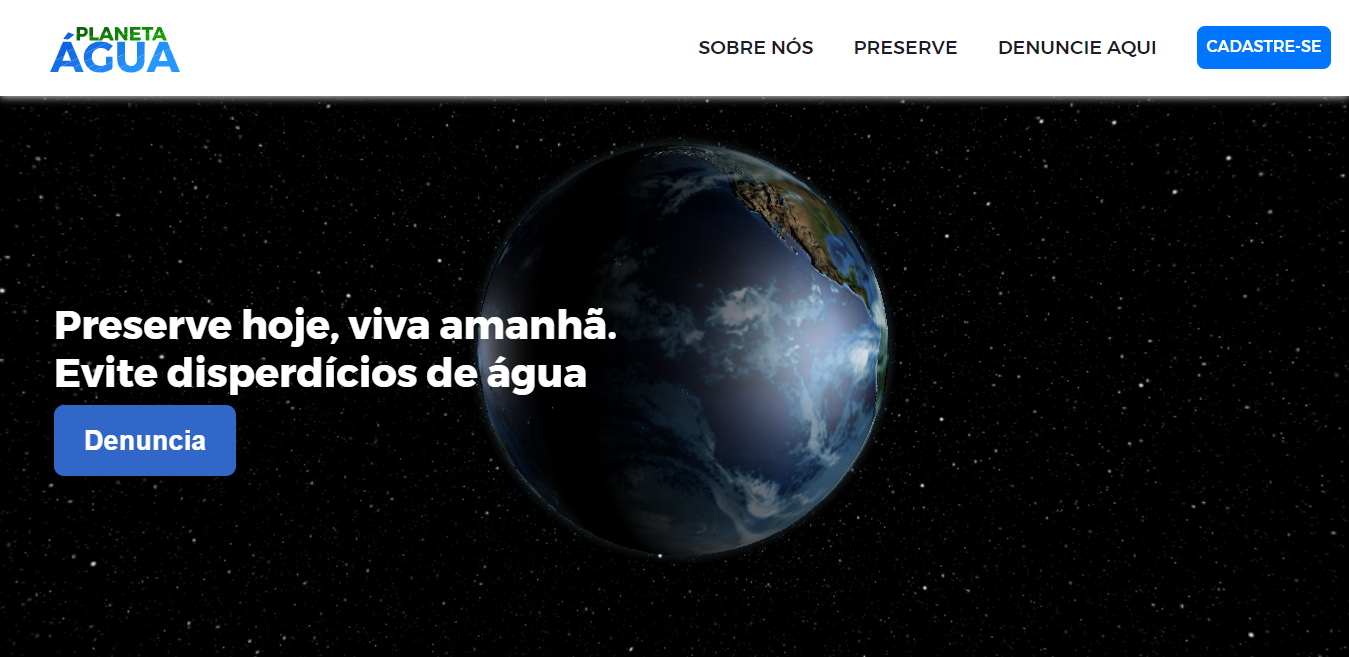 PLANETA
ÁGUA
SOBRE NÓS
PRESERVE
DENUNCIE AQUI
CADASTRE-SE
Preserve hoje, viva amanhã.
Evite disperdícios de água
Denuncia